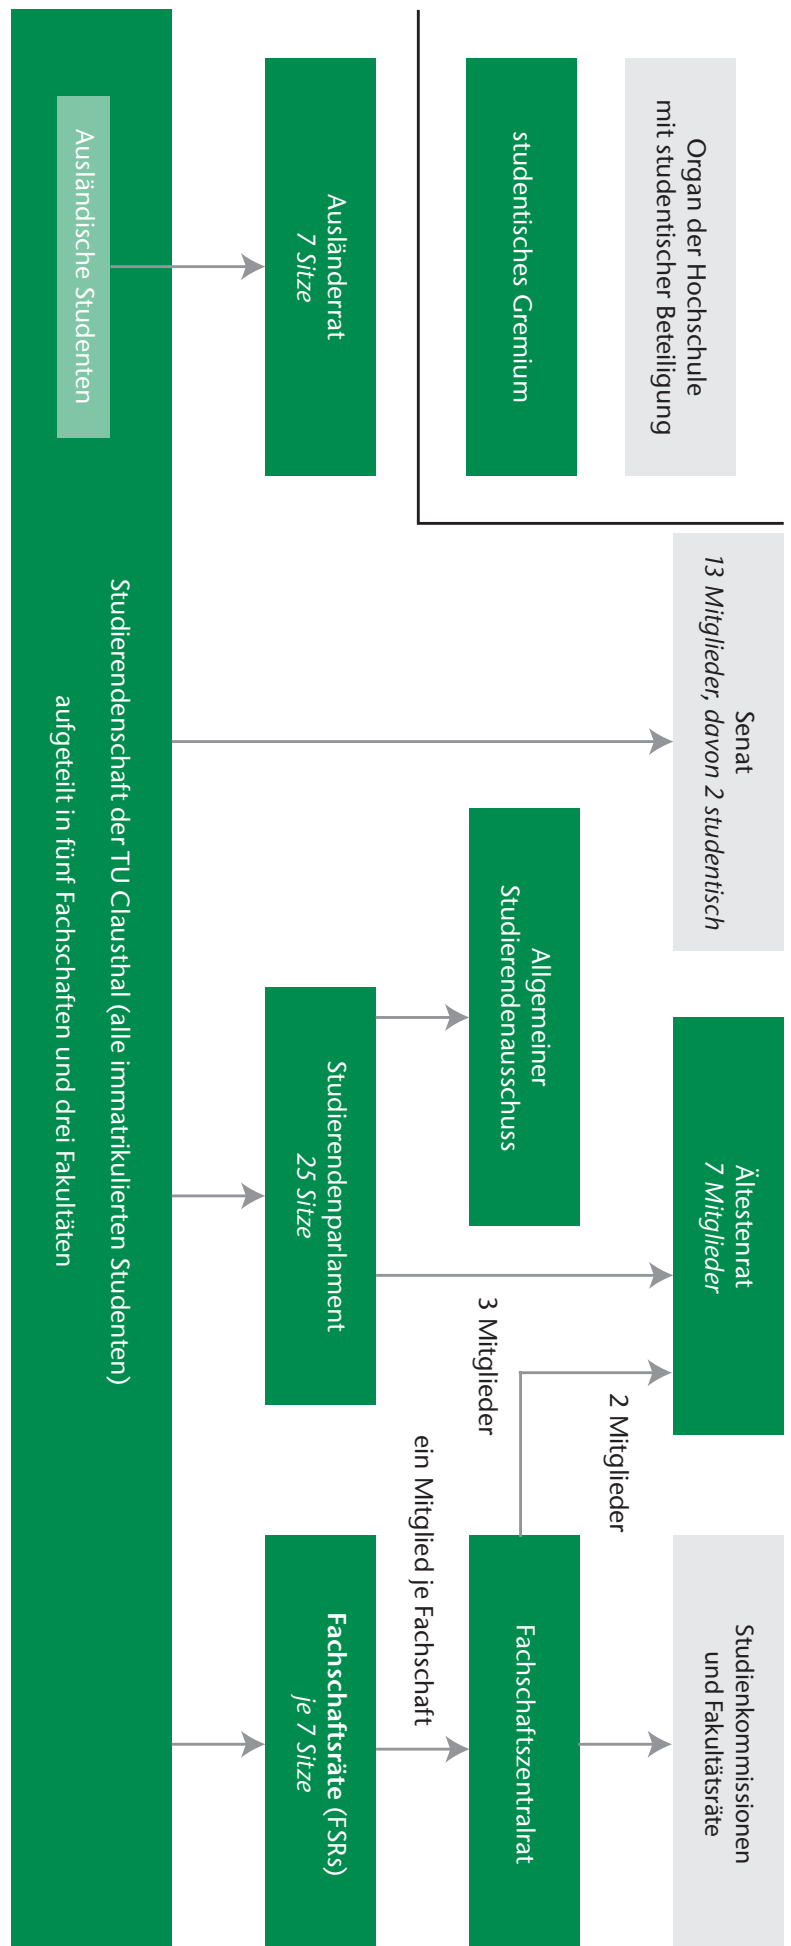 Organ der Hochschule
mit studentischer Beteiligung
studentisches Gremium
Senat
13 Mitglieder, davon 2 studentisch
Ältestenrat
7 Mitglieder
Studienkommissionen
und Fakultätsräte
2 Mitglieder
Allgemeiner
Studierendenausschuss
3 Mitglieder
Fachschaftszentralrat
ein Mitglied je Fachschaft
Ausländerrat
7 Sitze
Studierendenparlament
25 Sitze
Fachschaftsräte (FSRs)
je 7 Sitze
Ausländische Studenten
Studierendenschaft der TU Clausthal (alle immatrikulierten Studenten)
aufgeteilt in fünf Fachschaften und drei Fakultäten